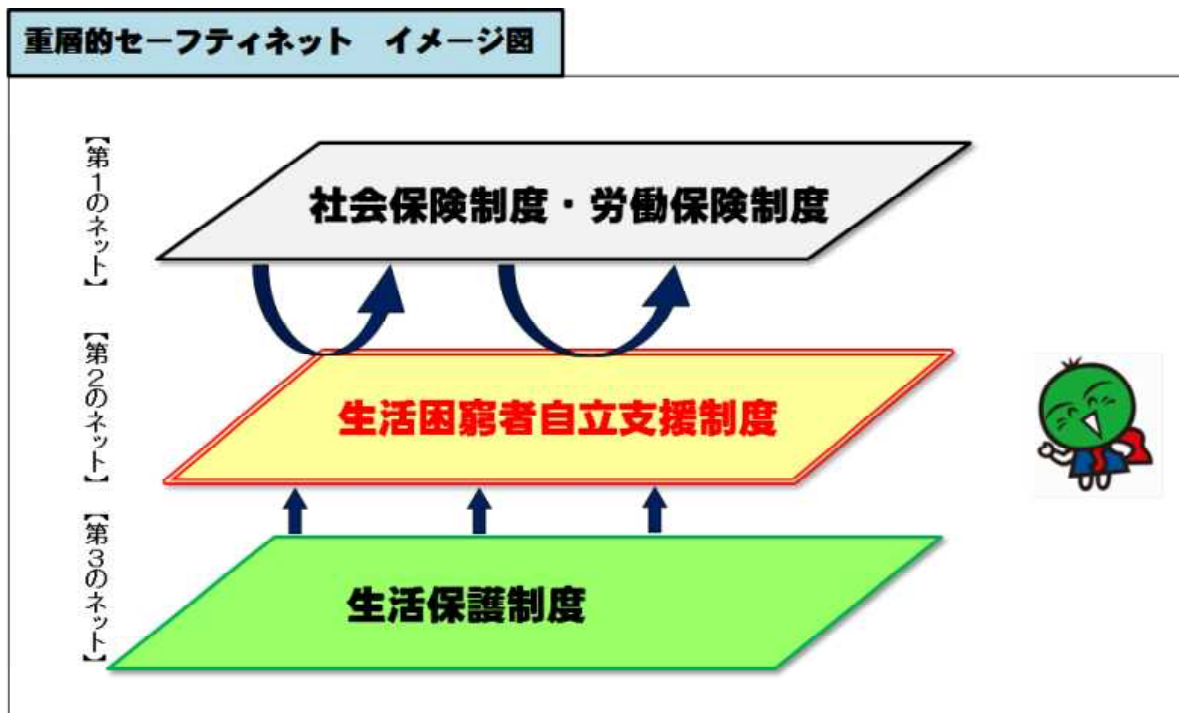 重層的セーフティネット　イメージ図
【第１のネット】
社会保険制度・労働保険制度
【第２のネット】
生活困窮者自立支援制度
【第３のネット】
生活保護制度